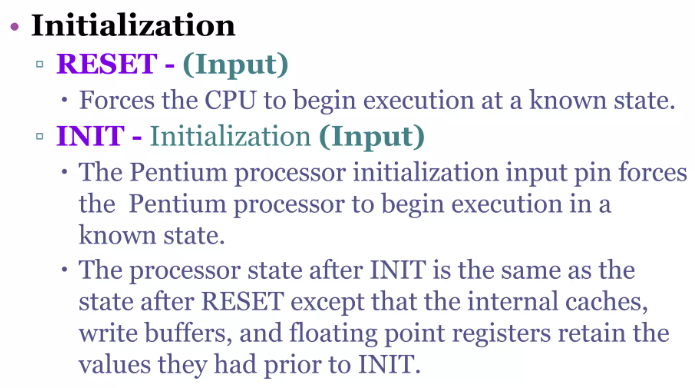 • Initialization
▫ RESET - (Input)
• Forces the CPU to begin execution at a known state.
▫ INIT - Initialization (Input)
• The Pentium processor initialization input pin forces
the Pentium processor to begin execution in a
known state.
• The processor state after INIT is the same as the
state after RESET except that the internal caches,
write buffers, and floating point registers retain the
values they had prior to INIT.